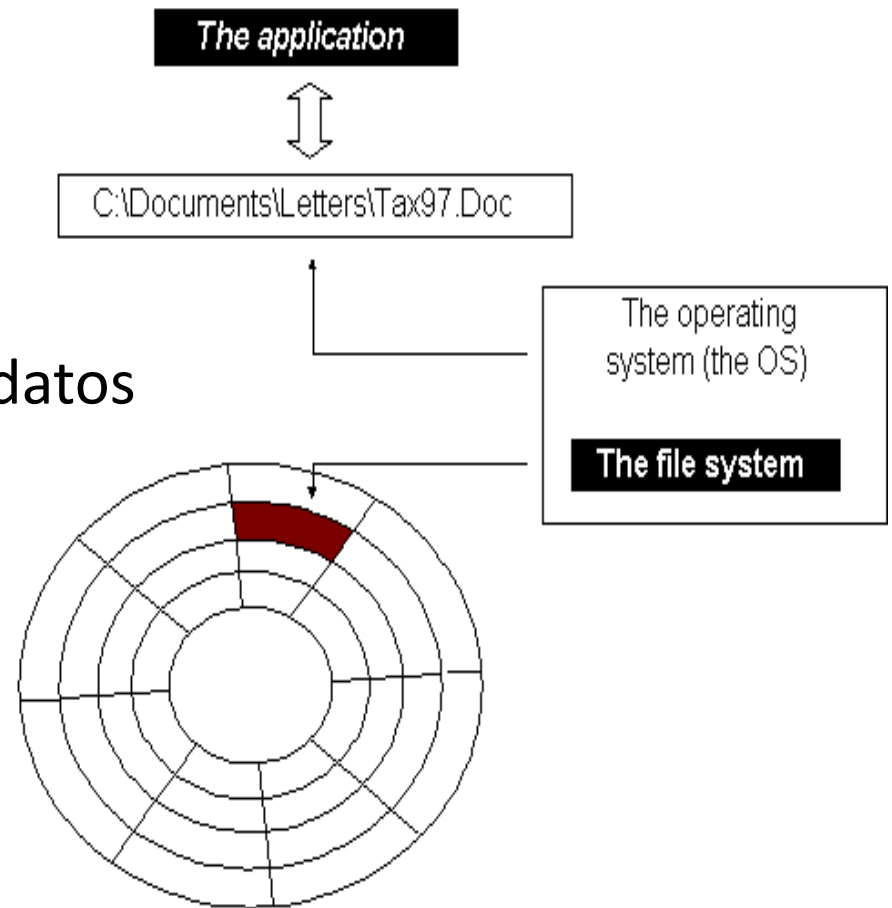 The application
C:\Documents\Letters\Tax97.Doc
The operating
system (the OS)
datos
The file system